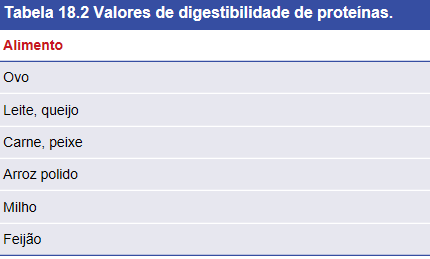 Tabela 18.2 Valores de digestibilidade de proteínas.
Alimento
Ovo
Leite, queijo
Carne, peixe
Arroz polido
Milho
Feijão